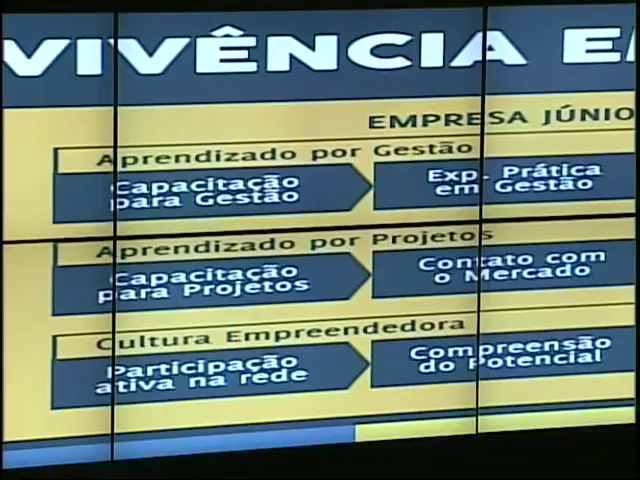 VIVÊNCIA
EMPRESA
Aprendizado por Gestão
Capacitação
para Gestão
Exp. Prática
em Gestão
Aprendizado por Projetos
Capacitação
para Projetos
Contato com
o Mercado
Cultura Empreendedora
Participação
ativa na rede
Compreensão
do Potencial